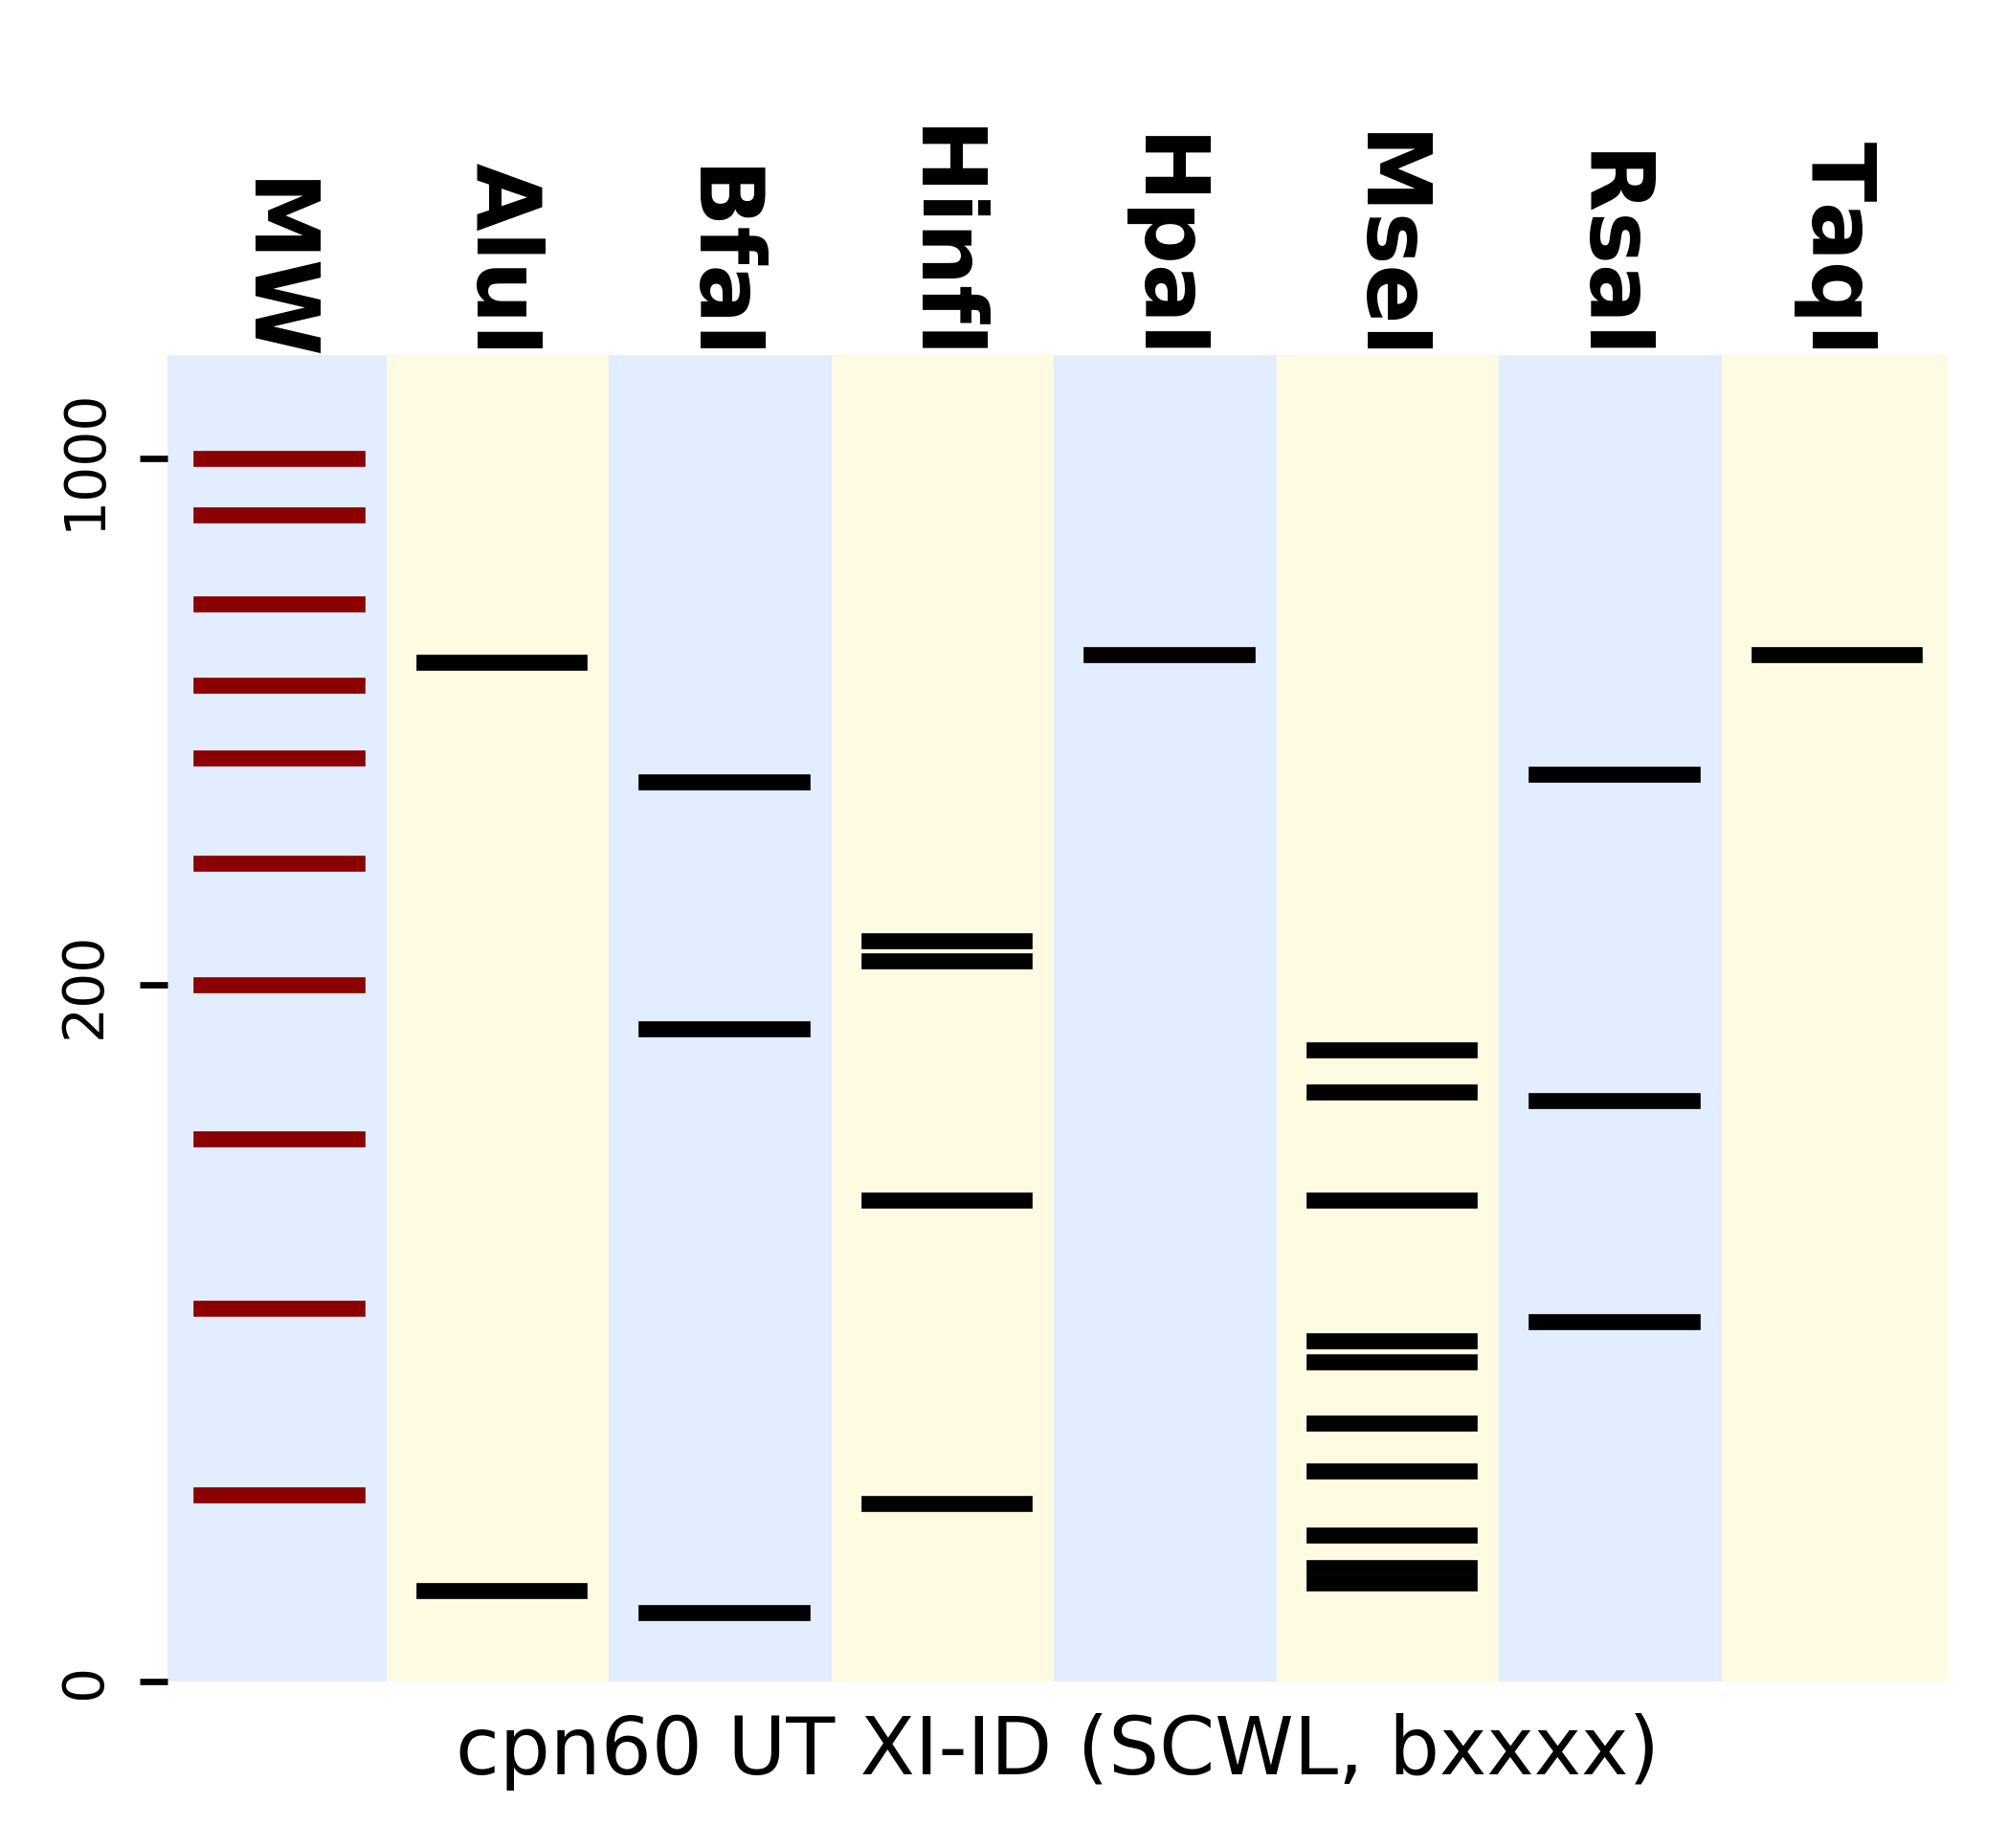 MW
AluI
BfaI
HinfI
HpaI
MseI
RsaI
TaqI
1000
200
0
cpn60 UT XI-ID (SCWL, bxxxx)